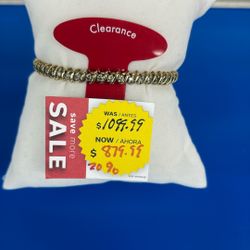 Clearance
SALE
save more
WAS / ANTES
$1099.99
NOW / AHORA
$879.99
20%